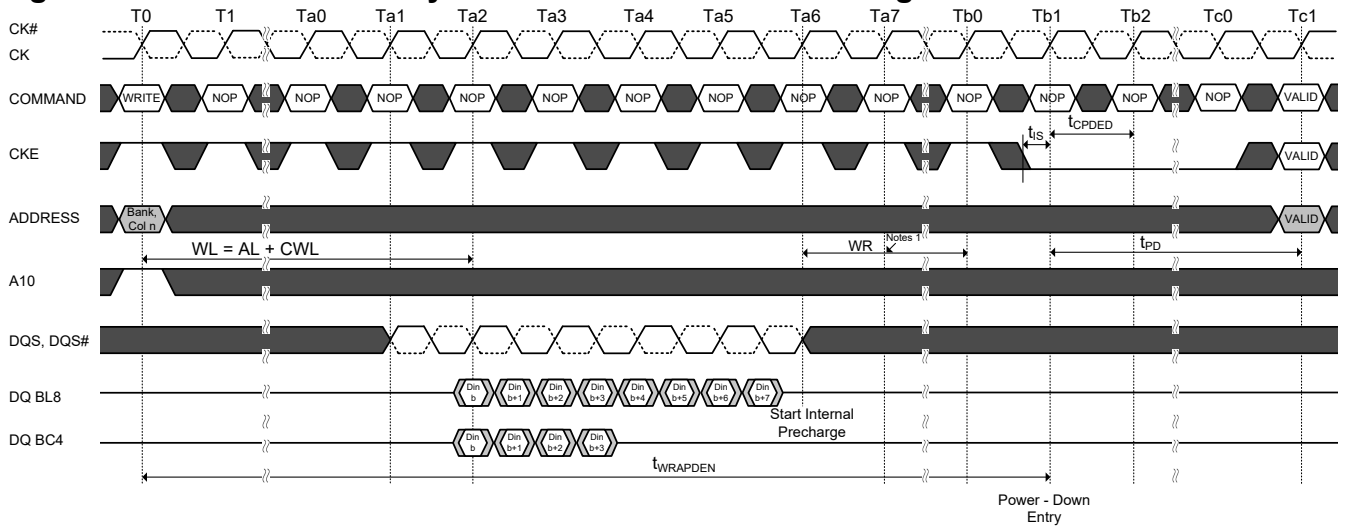 T0 T1 Ta0 Ta1 Ta2 Ta3 Ta4 Ta5 Ta6 Ta7 Tb0 Tb1 Tb2 Tc0 Tc1
CK#
CK
COMMAND WRITE NOP NOP NOP NOP NOP NOP NOP NOP NOP NOP NOP NOP NOP VALID
tIS tCPDED
CKE VALID
ADDRESS Bank, Col n VALID
WL = AL + CWL WR Notes 1 tPD
A10
DQS, DQS#
DQ BL8 Din b Din b+1 Din b+2 Din b+3 Din b+4 Din b+5 Din b+6 Din b+7
Start Internal
Precharge
DQ BC4 Din b Din b+1 Din b+2 Din b+3
tWRAPDEN
Power - Down
Entry